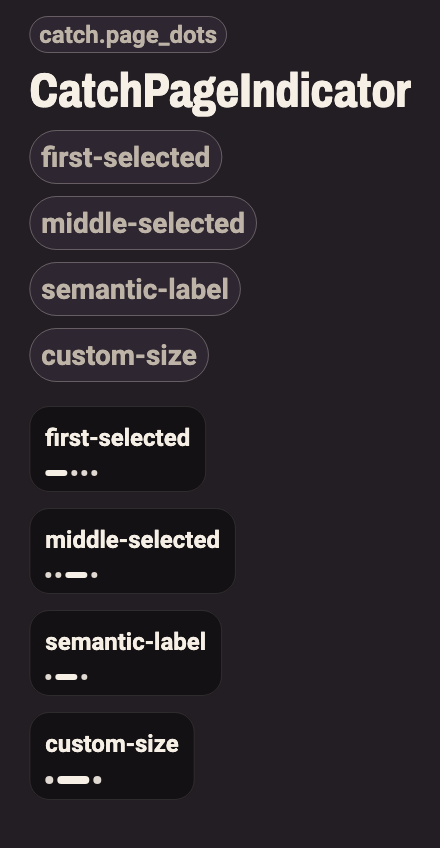 catch.page_dots
CatchPageIndicator
first-selected
middle-selected
semantic-label
custom-size
first-selected
middle-selected
semantic-label
custom-size